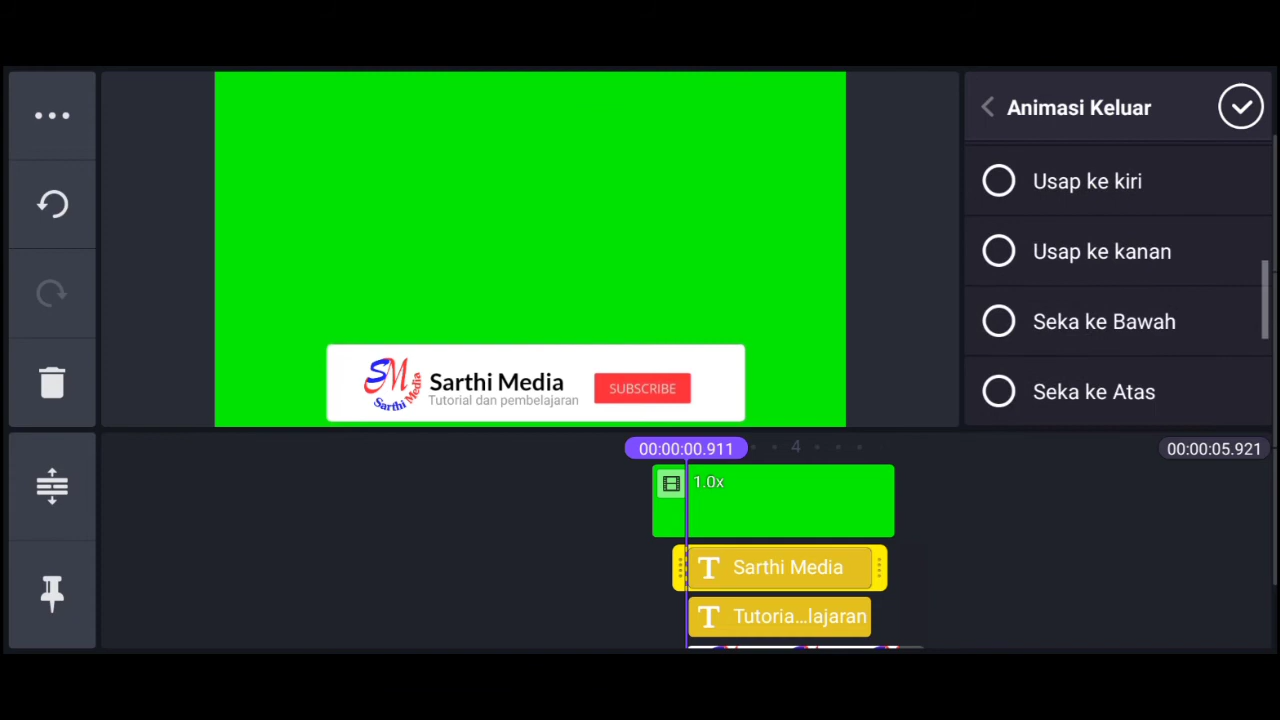 Animasi Keluar
Usap ke kiri
Usap ke kanan
Seka ke Bawah
Seka ke Atas
SM
Sarthi Media
Sarthi Media
Tutorial dan pembelajaran
SUBSCRIBE
00:00:00.911
4
00:00:05.921
1.0x
T Sarthi Media
T Tutoria...lajaran